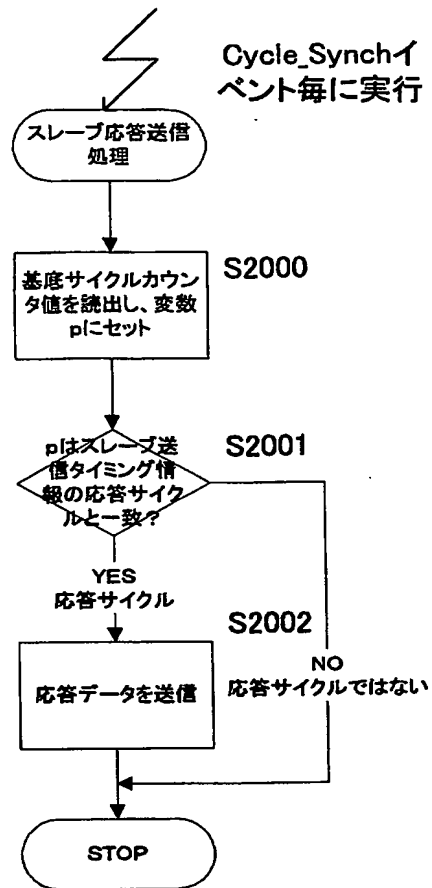 Cycle_Synchイ
ベント毎に実行
スレーブ応答送信
処理
S2000
基底サイクルカウン
タ値を読出し、変数
pにセット
S2001
pはスレーブ送
信タイミング情
報の応答サイク
ルと一致？
YES
応答サイクル
S2002
応答データを送信
NO
応答サイクルではない
STOP